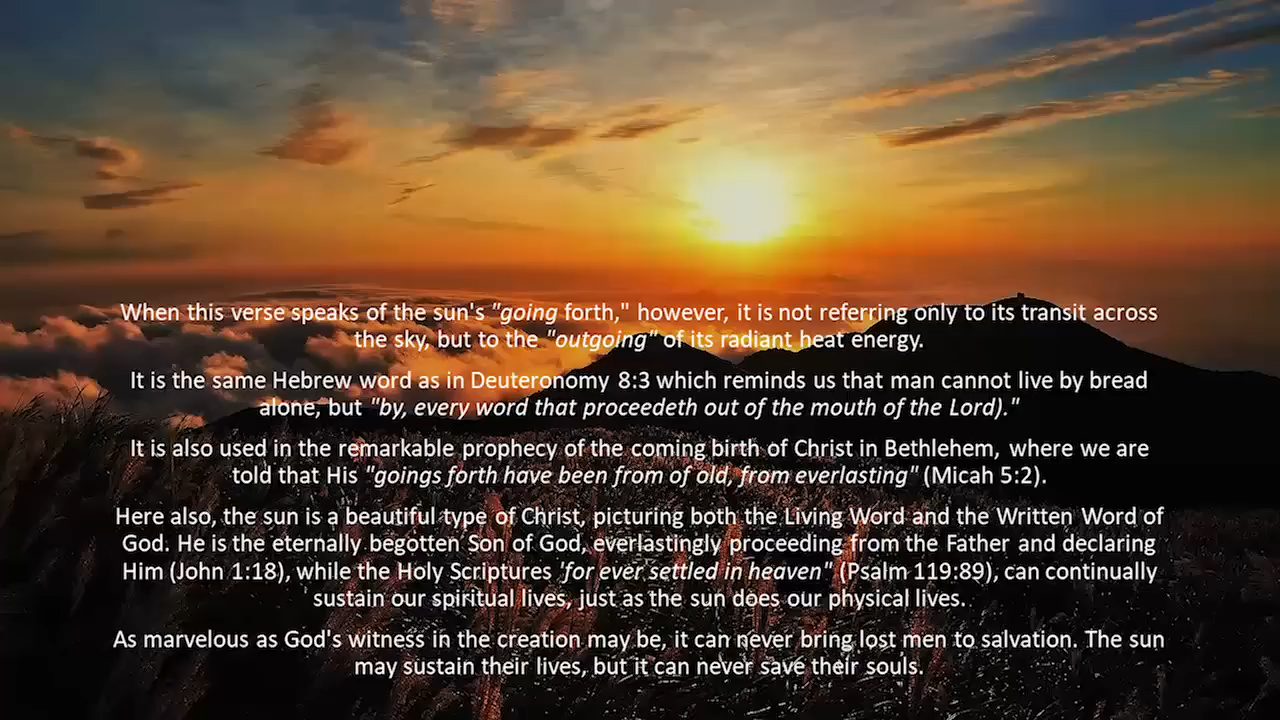 When this verse speaks of the sun's "going forth," however, it is not referring only to its transit across
the sky, but to the "outgoing" of its radiant heat energy.
It is the same Hebrew word as in Deuteronomy 8:3 which reminds us that man cannot live by bread
alone, but "by, every word that proceedeth out of the mouth of the Lord)."
It is also used in the remarkable prophecy of the coming birth of Christ in Bethlehem, where we are
told that His "goings forth have been from of old, from everlasting" (Micah 5:2).
Here also, the sun is a beautiful type of Christ, picturing both the Living Word and the Written Word of
God. He is the eternally begotten Son of God, everlastingly proceeding from the Father and declaring
Him (John 1:18), while the Holy Scriptures 'for ever settled in heaven" (Psalm 119:89), can continually
sustain our spiritual lives, just as the sun does our physical lives.
As marvelous as God's witness in the creation may be, it can never bring lost men to salvation. The sun
may sustain their lives, but it can never save their souls.